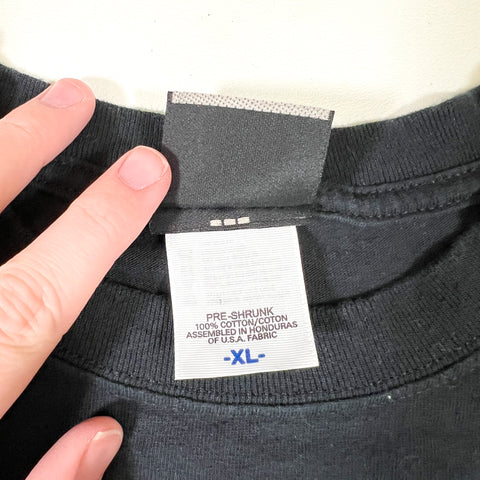 PRE-SHRUNK
100% COTTON/COTON
ASSEMBLED IN HONDURAS
OF U.S.A. FABRIC
-XL-